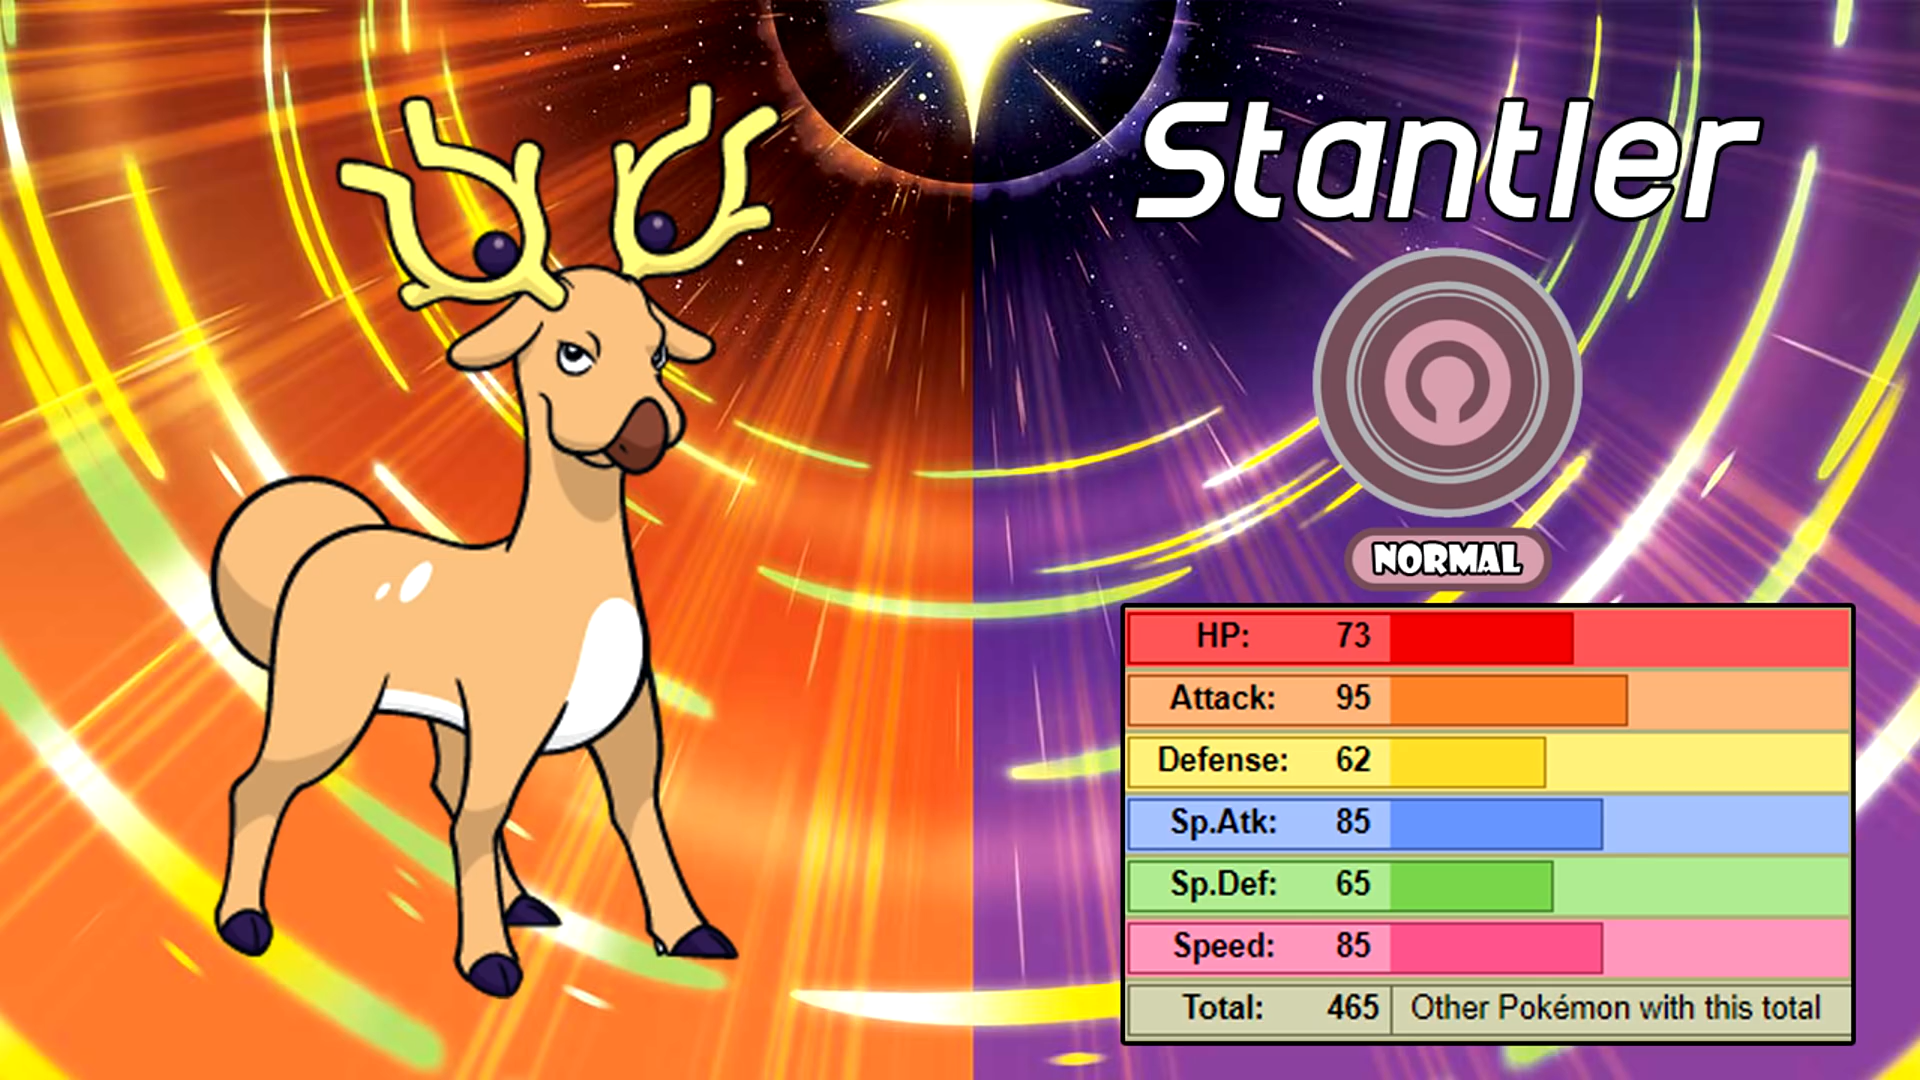 Stantler
NORMAL
HP: 73
Attack: 95
Defense: 62
Sp.Atk: 85
Sp.Def: 65
Speed: 85
Total: 465 Other Pokémon with this total